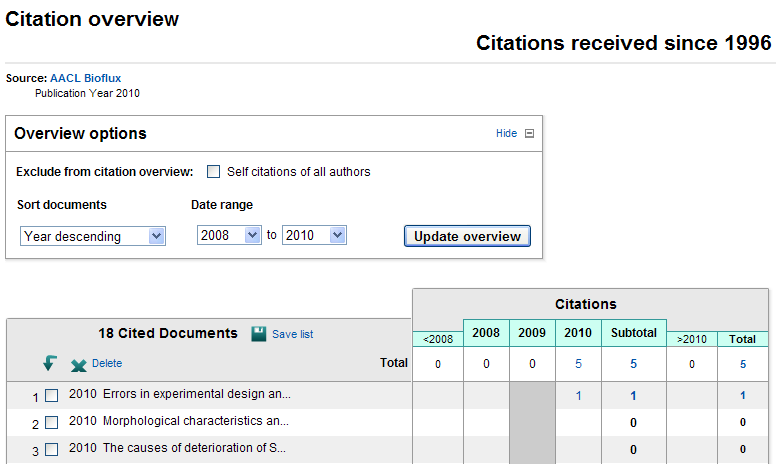 Citation overview
Citations received since 1996
Source: AACL Bioflux
Publication Year 2010
Overview options
Hide
Exclude from citation overview: Self citations of all authors
Sort documents Date range
Year descending 2008 to 2010 Update overview
Citations
18 Cited Documents Save list <2008 2008 2009 2010 Subtotal >2010 Total
Delete Total 0 0 0 5 5 0 5
1 2010 Errors in experimental design an... 1 1 1
2 2010 Morphological characteristics an... 0 0
3 2010 The causes of deterioration of S... 0 0